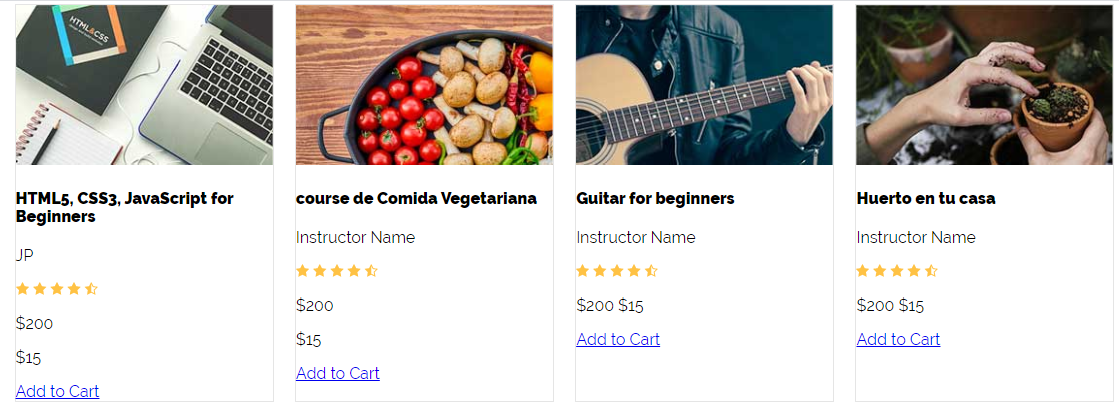 HTML&CSS
HTML5, CSS3, JavaScript for
Beginners
JP
$200
$15
Add to Cart
course de Comida Vegetariana
Instructor Name
$200
$15
Add to Cart
Guitar for beginners
Instructor Name
$200 $15
Add to Cart
Huerto en tu casa
Instructor Name
$200 $15
Add to Cart